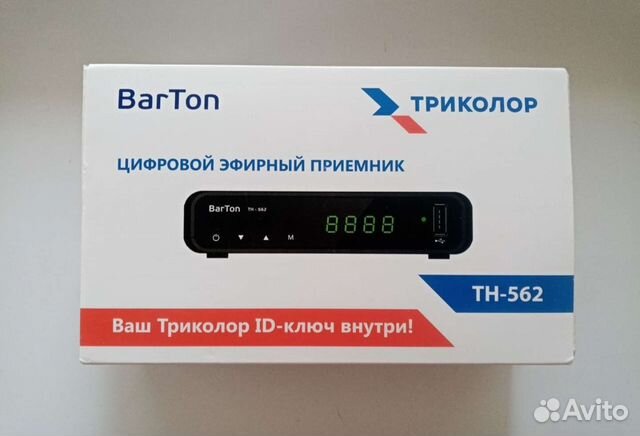 BarTon
ТРИКОЛОР
ЦИФРОВОЙ ЭФИРНЫЙ ПРИЕМНИК
BarTon TH - 562
M
8888
TH-562
Ваш Триколор ID-ключ внутри!
Avito